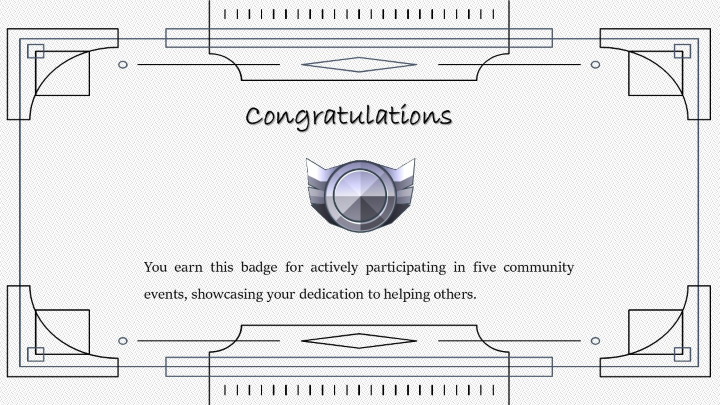 Congratulations
You earn this badge for actively participating in five community
events, showcasing your dedication to helping others.